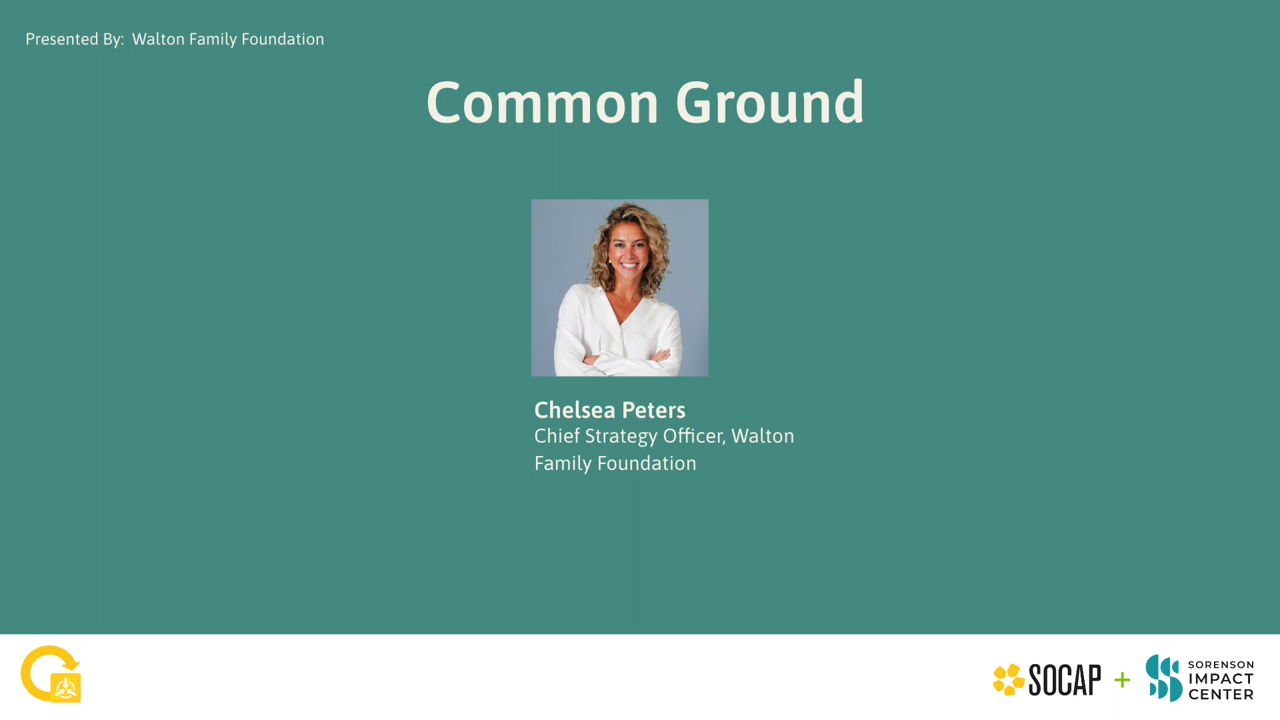 Presented By:  Walton Family Foundation
Common Ground
Chelsea Peters
Chief Strategy Officer, Walton
Family Foundation
SOCAP + SORENSON
IMPACT
CENTER